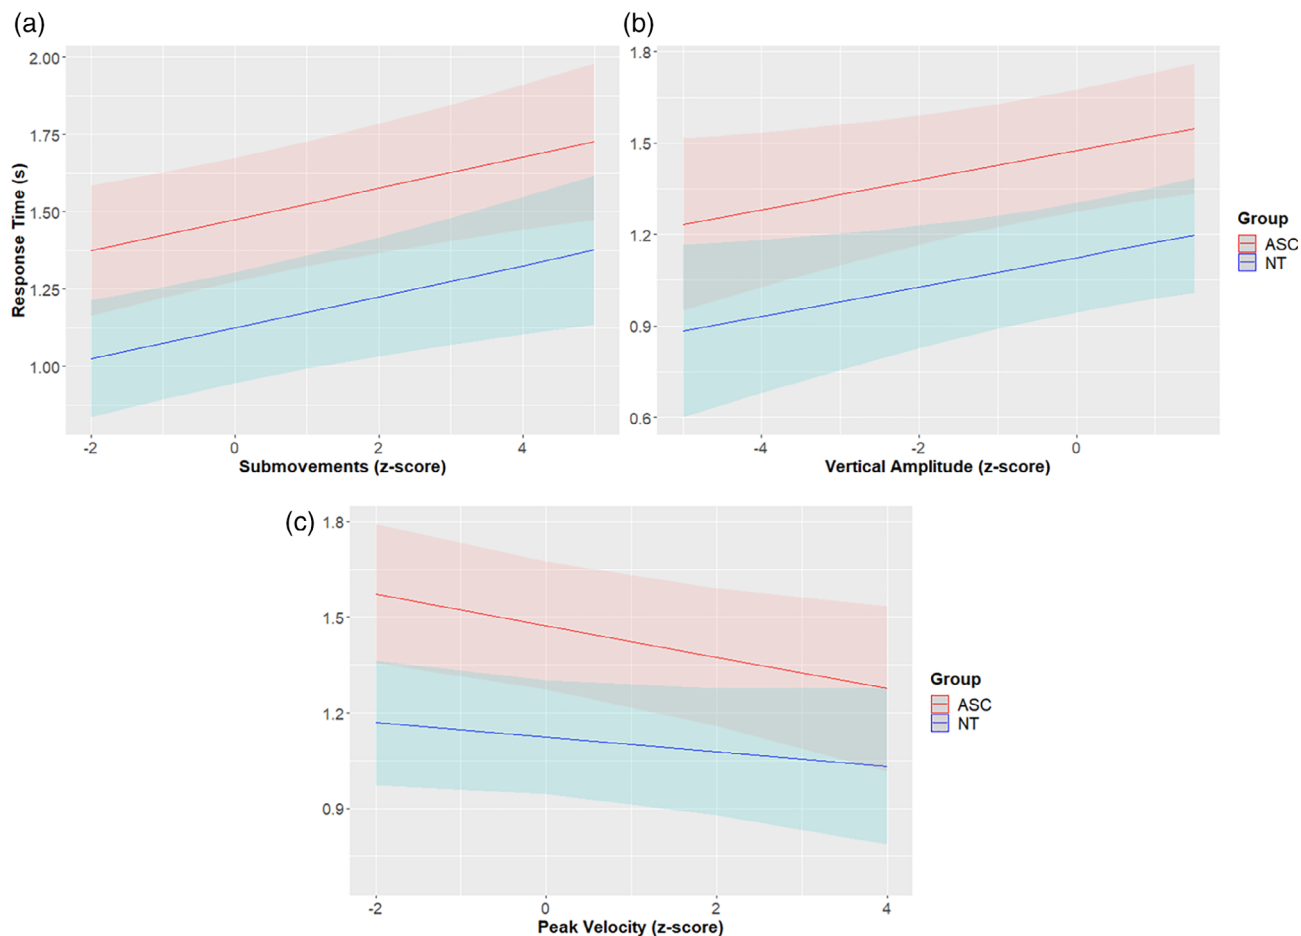 (a)
(b)
2.00
1.75
1.50
1.25
1.00
Response Time (s)
-2
0
2
4
Submovements (z-score)
1.8
1.5
1.2
0.9
0.6
-4
-2
0
Vertical Amplitude (z-score)
Group
ASC
NT
(c)
1.8
1.5
1.2
0.9
-2
0
2
4
Peak Velocity (z-score)
Group
ASC
NT